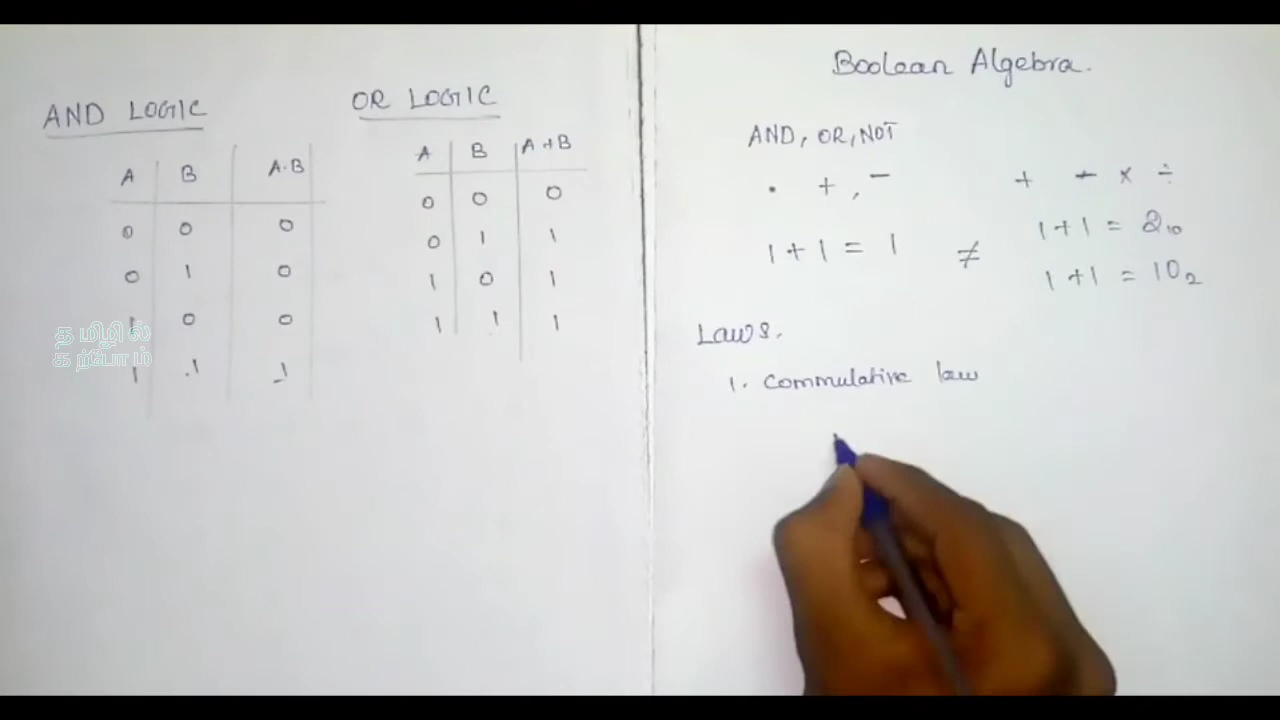 AND LOGIC
A B A·B
0 0 0
0 1 0
1 0 0
1 1 1
OR LOGIC
A B A+B
0 0 0
0 1 1
1 0 1
1 1 1
தமிழில்
கற்போம்
Boolean Algebra.
AND, OR, NOT
· + , −
+ − × ÷
1+1 = 1 ≠
1+1 = 2₁₀
1+1 = 10₂
Laws.
1. Commulative law